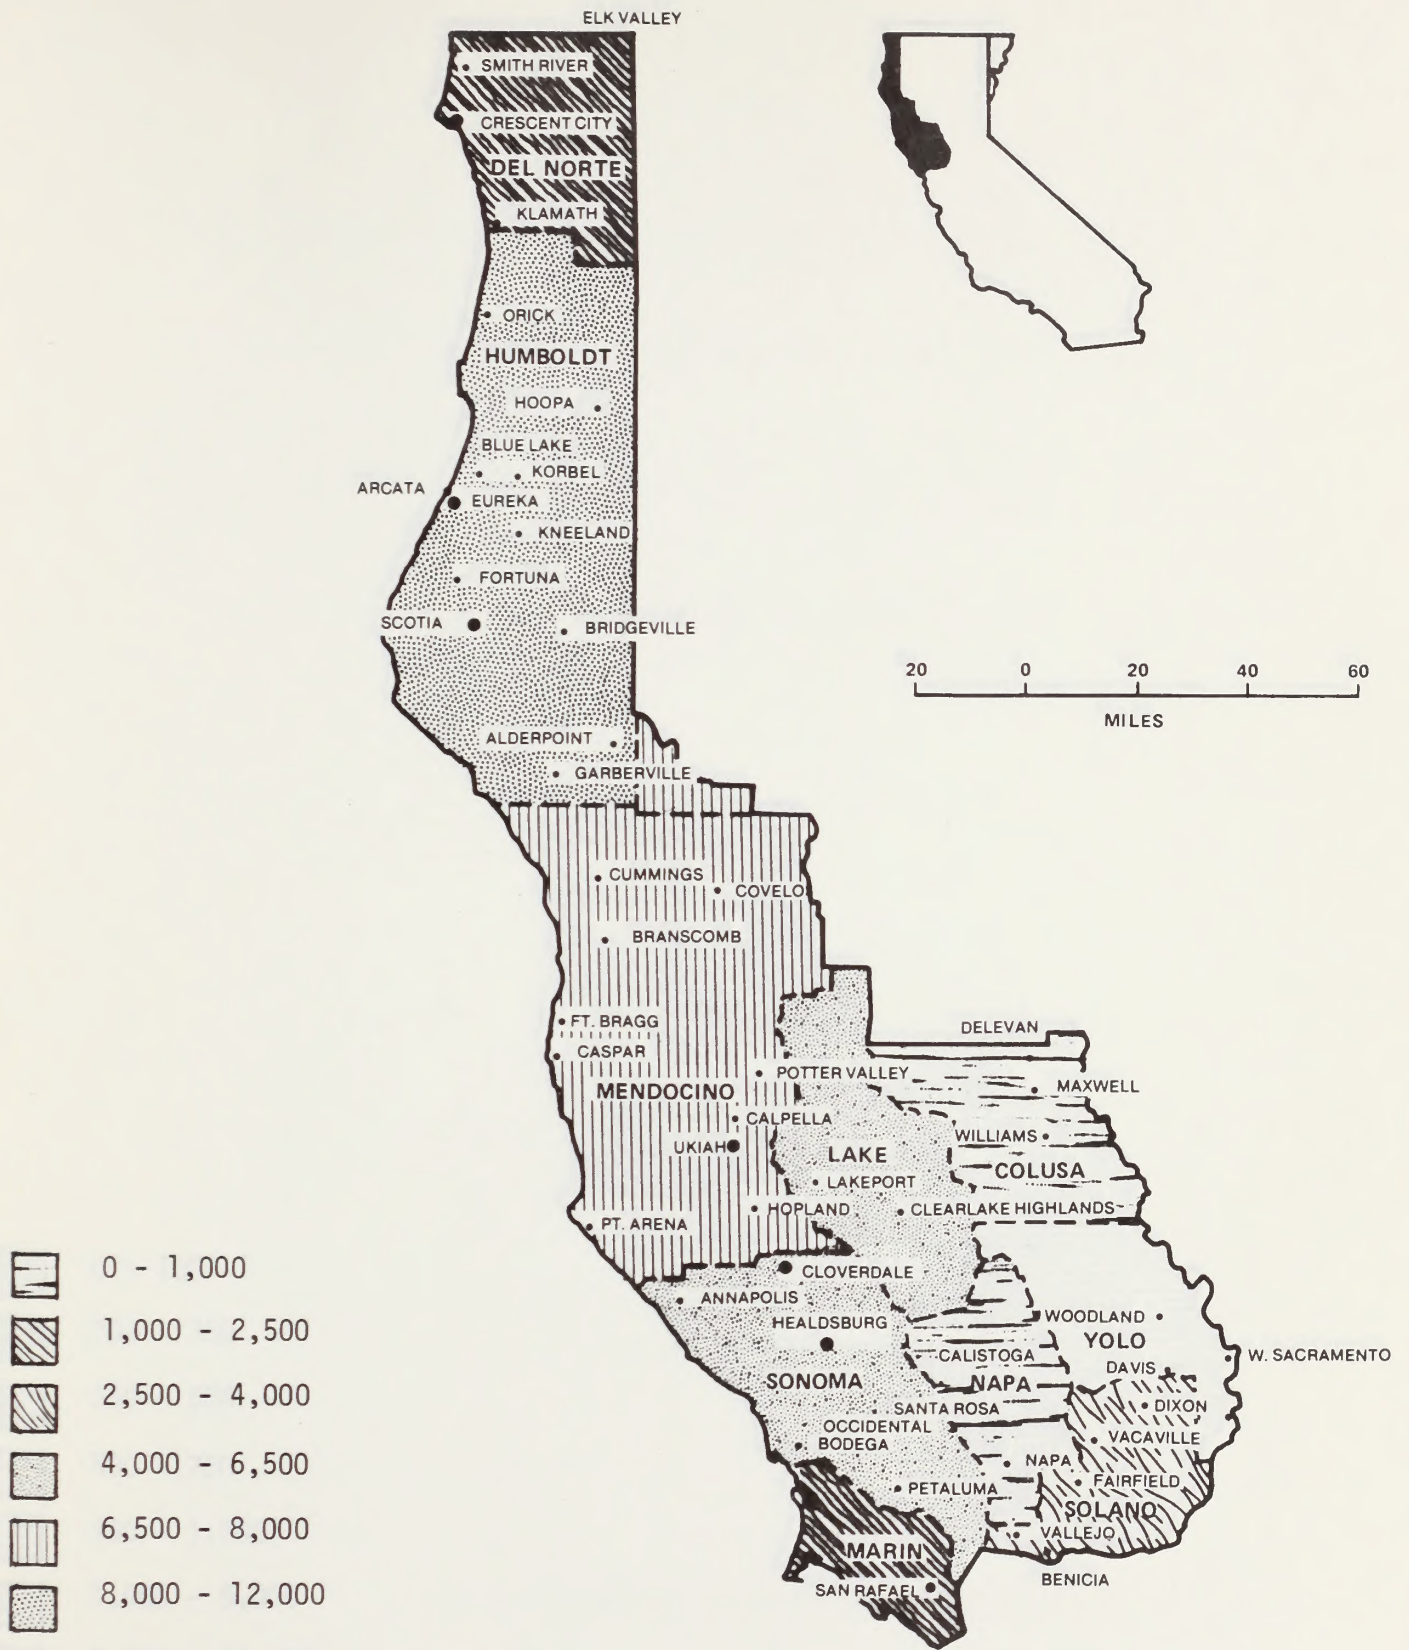 ELK VALLEY
SMITH RIVER
CRESCENT CITY
DEL NORTE
KLAMATH
ORICK
HUMBOLDT
HOOPA
BLUE LAKE
KORBEL
ARCATA
EUREKA
KNEELAND
FORTUNA
SCOTIA
BRIDGEVILLE
20 0 20 40 60
MILES
ALDERPOINT
GARBERVILLE
CUMMINGS
COVELO
BRANSCOMB
FT. BRAGG
DELEVAN
CASPAR
POTTER VALLEY
MAXWELL
MENDOCINO
CALPELLA
WILLIAMS
UKIAH
LAKE
COLUSA
LAKEPORT
HOPLAND
CLEARLAKE HIGHLANDS
PT. ARENA
CLOVERDALE
ANNAPOLIS
HEALDSBURG
WOODLAND
YOLO
CALISTOGA
W. SACRAMENTO
DAVIS
SONOMA
NAPA
SANTA ROSA
DIXON
OCCIDENTAL
BODEGA
VACAVILLE
NAPA
PETALUMA
FAIRFIELD
SOLANO
VALLEJO
MARIN
BENICIA
SAN RAFAEL
0 - 1,000
1,000 - 2,500
2,500 - 4,000
4,000 - 6,500
6,500 - 8,000
8,000 - 12,000